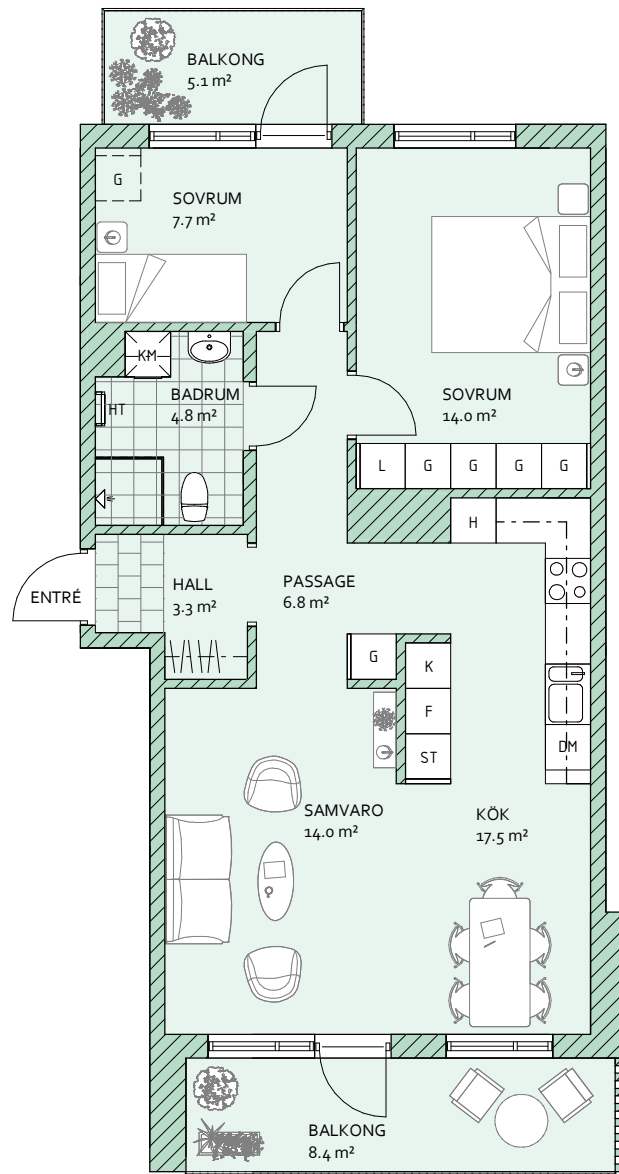 BALKONG
5.1 m²
G
SOVRUM
7.7 m²
KM
BADRUM
4.8 m²
HT
SOVRUM
14.0 m²
L G G G G
H
ENTRÉ
HALL
3.3 m²
PASSAGE
6.8 m²
G
K
F
ST
DM
SAMVARO
14.0 m²
KÖK
17.5 m²
BALKONG
8.4 m²